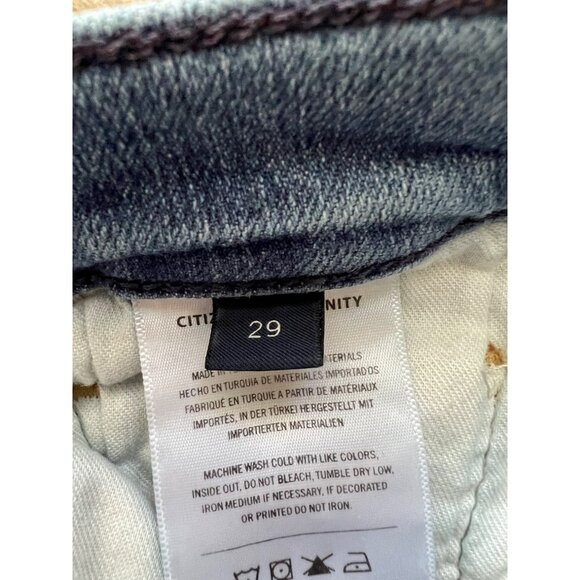 CITIZ
NITY
29
MADE IN
ERIALS
HECHO EN TURQUIA DE MATERIALES IMPORTADOS
FABRIQUÉ EN TURQUIE A PARTIR DE MATÉRIAUX
IMPORTÉS, IN DER TÜRKEI HERGESTELLT MIT
IMPORTIERTEN MATERIALIEN
MACHINE WASH COLD WITH LIKE COLORS,
INSIDE OUT, DO NOT BLEACH, TUMBLE DRY LOW,
IRON MEDIUM IF NECESSARY, IF DECORATED
OR PRINTED DO NOT IRON.